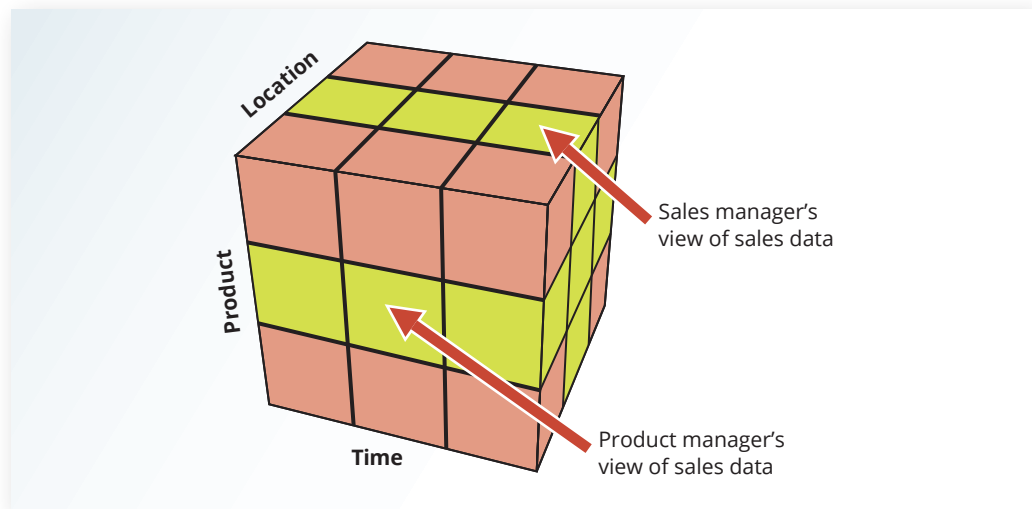 Location
Sales manager’s
view of sales data
Product
Product manager’s
view of sales data
Time